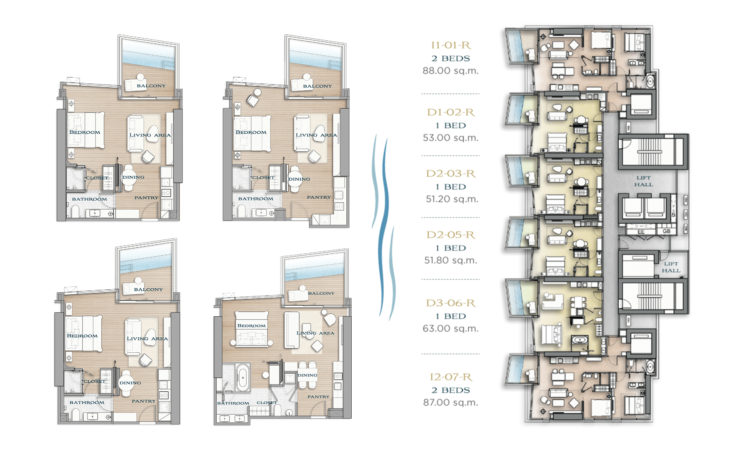 BALCONY
BEDROOM
LIVING AREA
CLOSET
DINING
BATHROOM
PANTRY
BALCONY
BEDROOM
LIVING AREA
CLOSET
DINING
BATHROOM
PANTRY
BALCONY
BEDROOM
LIVING AREA
CLOSET
DINING
BATHROOM
PANTRY
BALCONY
BEDROOM
LIVING AREA
DINING
BATHROOM
CLOSET
PANTRY
I1-01-R
2 BEDS
88.00 sq.m.
D1-02-R
1 BED
53.00 sq.m.
D2-03-R
1 BED
51.20 sq.m.
D2-05-R
1 BED
51.80 sq.m.
D3-06-R
1 BED
63.00 sq.m.
I2-07-R
2 BEDS
87.00 sq.m.
LIFT
HALL
LIFT
HALL